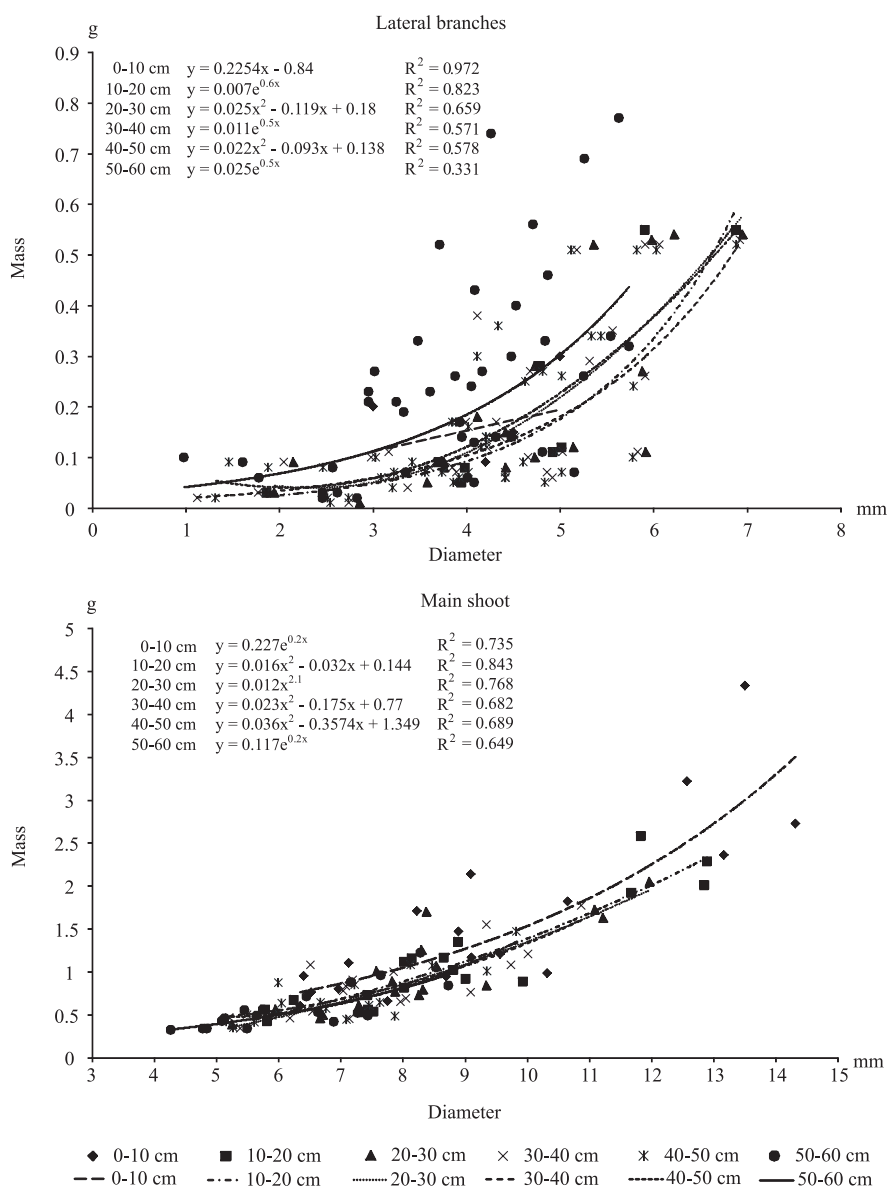 Lateral branches
g
0.9
0.8
0.7
0.6
0.5
0.4
0.3
0.2
0.1
0
Mass
0-10 cm y = 0.2254x - 0.84 R² = 0.972
10-20 cm y = 0.007e^0.6x R² = 0.823
20-30 cm y = 0.025x² - 0.119x + 0.18 R² = 0.659
30-40 cm y = 0.011e^0.5x R² = 0.571
40-50 cm y = 0.022x² - 0.093x + 0.138 R² = 0.578
50-60 cm y = 0.025e^0.5x R² = 0.331
0 1 2 3 4 5 6 7 8 mm
Diameter
Main shoot
g
5
4.5
4
3.5
3
2.5
2
1.5
1
0.5
0
Mass
0-10 cm y = 0.227e^0.2x R² = 0.735
10-20 cm y = 0.016x² - 0.032x + 0.144 R² = 0.843
20-30 cm y = 0.012x^2.1 R² = 0.768
30-40 cm y = 0.023x² - 0.175x + 0.77 R² = 0.682
40-50 cm y = 0.036x² - 0.3574x + 1.349 R² = 0.689
50-60 cm y = 0.117e^0.2x R² = 0.649
3 4 5 6 7 8 9 10 11 12 13 14 15 mm
Diameter
0-10 cm 10-20 cm 20-30 cm 30-40 cm 40-50 cm 50-60 cm
0-10 cm 10-20 cm 20-30 cm 30-40 cm 40-50 cm 50-60 cm